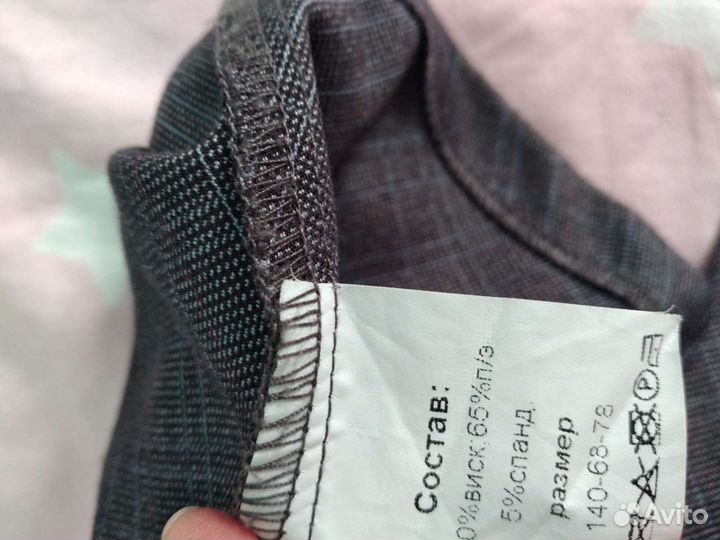 Состав:
0%виск:65%п/э
5%спанд.
размер
140-68-78
P
Avito